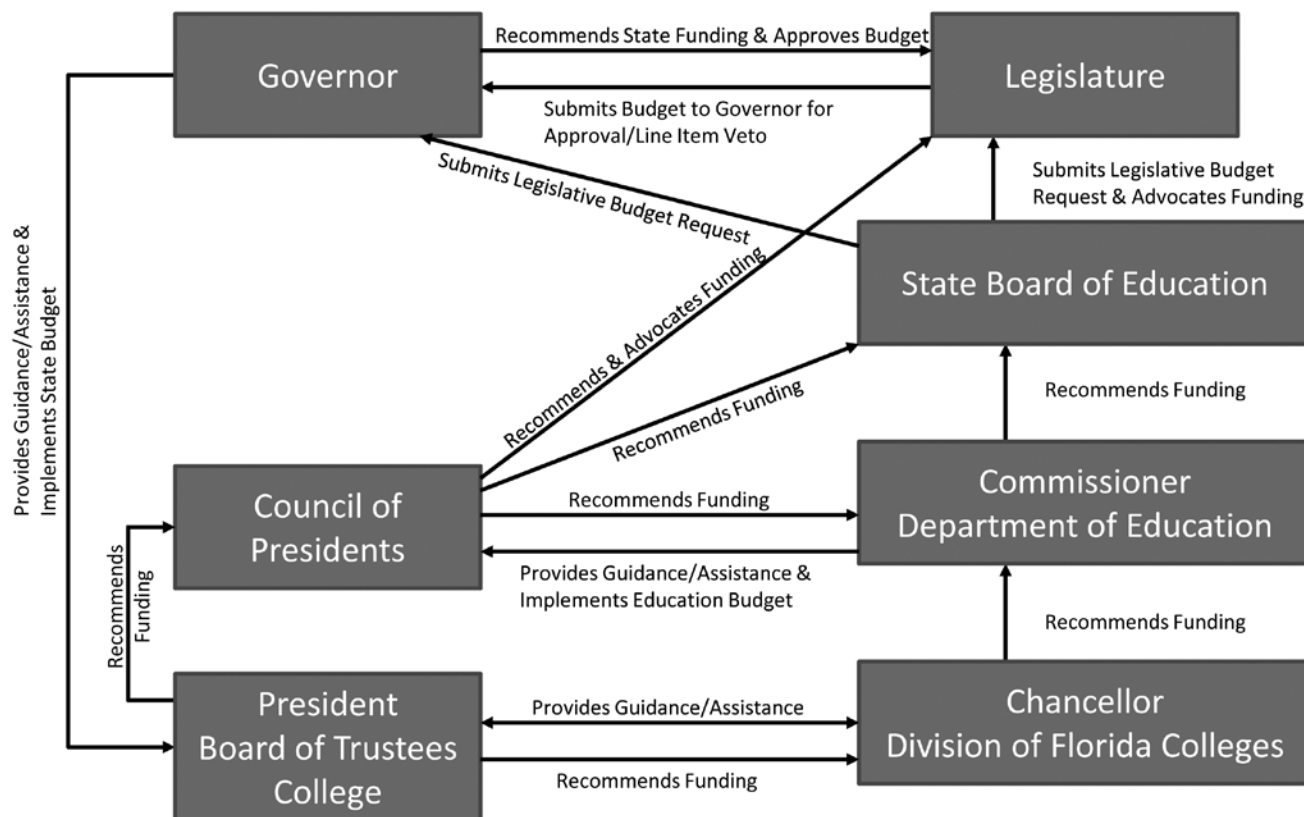 Recommends State Funding & Approves Budget
Governor
Legislature
Submits Budget to Governor for
Approval/Line Item Veto
Submits Legislative Budget Request
Submits Legislative Budget
Request & Advocates Funding
Provides Guidance/Assistance &
Implements State Budget
State Board of Education
Recommends & Advocates Funding
Recommends Funding
Recommends Funding
Council of
Presidents
Recommends Funding
Commissioner
Department of Education
Provides Guidance/Assistance &
Implements Education Budget
Recommends
Funding
Recommends Funding
President
Board of Trustees
College
Provides Guidance/Assistance
Recommends Funding
Chancellor
Division of Florida Colleges